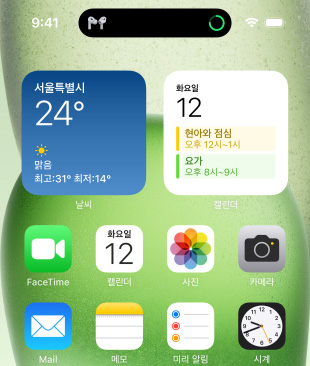 9:41
서울특별시
24°
맑음
최고:31° 최저:14°
날씨
화요일
12
현아와 점심
오후 12시~1시
요가
오후 8시~9시
캘린더
FaceTime
화요일
12
캘린더
사진
카메라
Mail
메모
미리 알림
시계